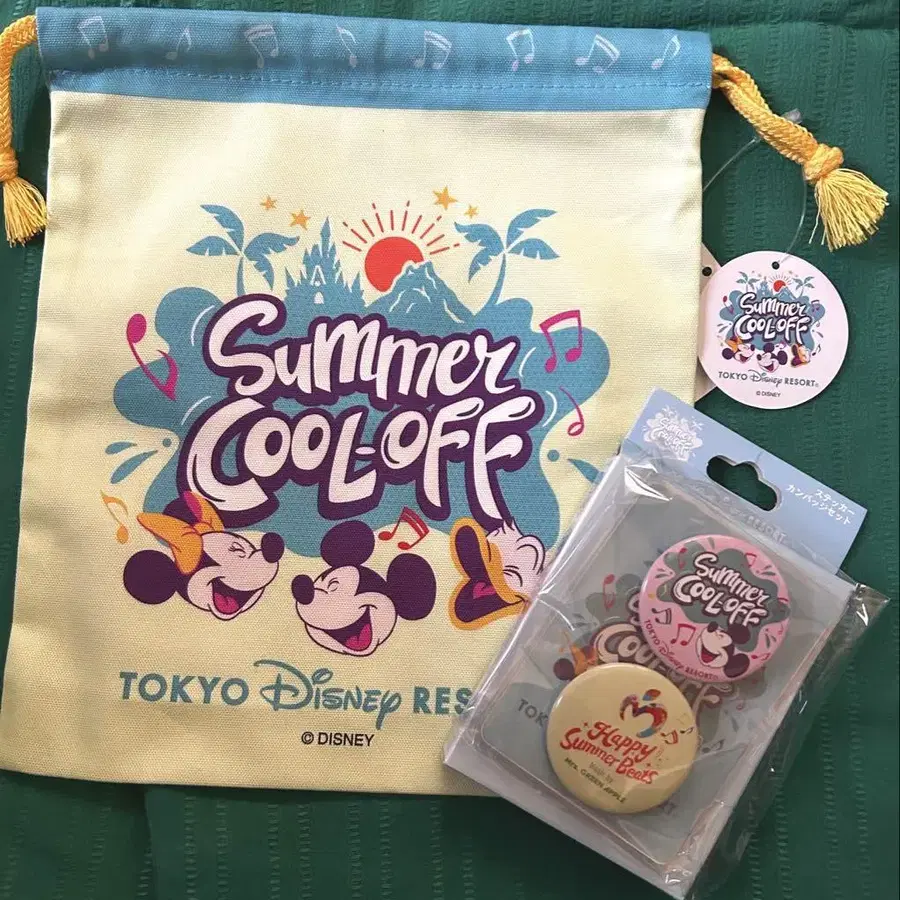 Summer
COOL-OFF
TOKYO Disney RES
© DISNEY
Summer
COOL-OFF
TOKYO Disney RESORT®
© DISNEY
ステッカー
カンバッジセット
Summer
COOL-OFF
TOKYO Disney RESORT®
Happy
Summer Beats
Made by
Mrs. GREEN APPLE